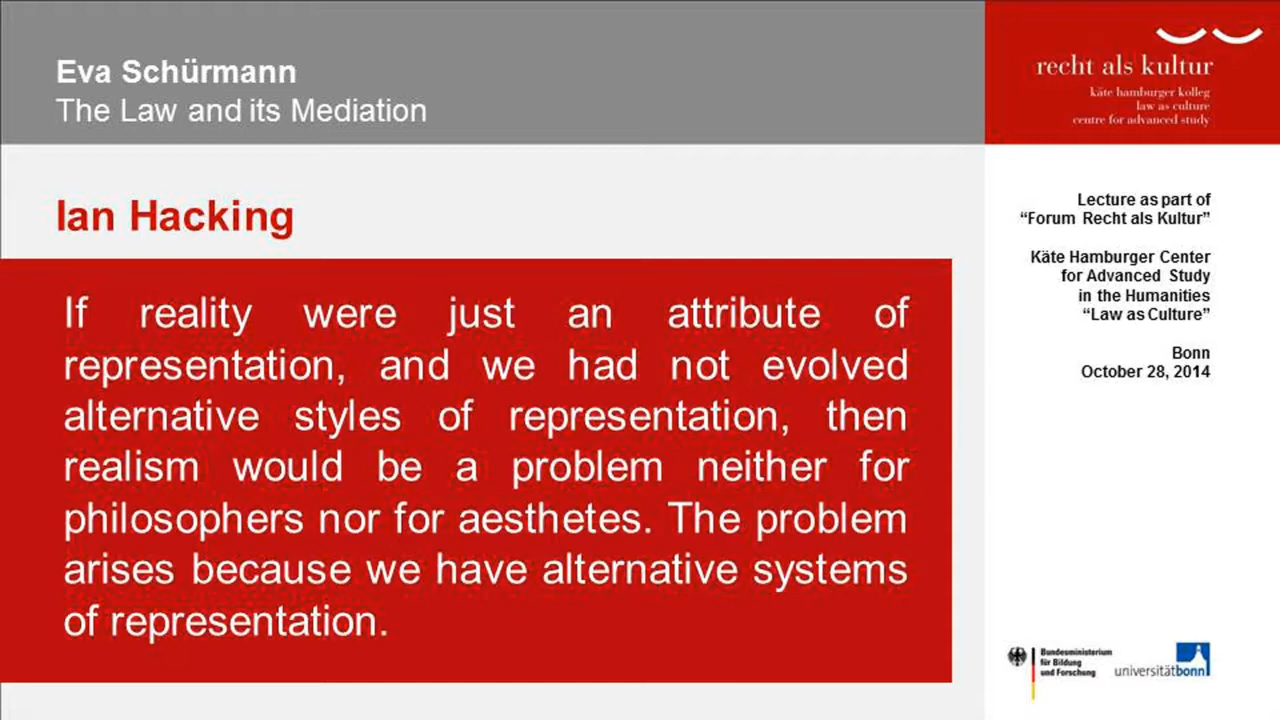 Eva Schürmann
The Law and its Mediation
recht als kultur
käte hamburger kolleg
law as culture
centre for advanced study
Ian Hacking
If reality were just an attribute of
representation, and we had not evolved
alternative styles of representation, then
realism would be a problem neither for
philosophers nor for aesthetes. The problem
arises because we have alternative systems
of representation.
Lecture as part of
“Forum Recht als Kultur”
Käte Hamburger Center
for Advanced Study
in the Humanities
“Law as Culture”
Bonn
October 28, 2014
Bundesministerium
für Bildung
und Forschung
universitätbonn